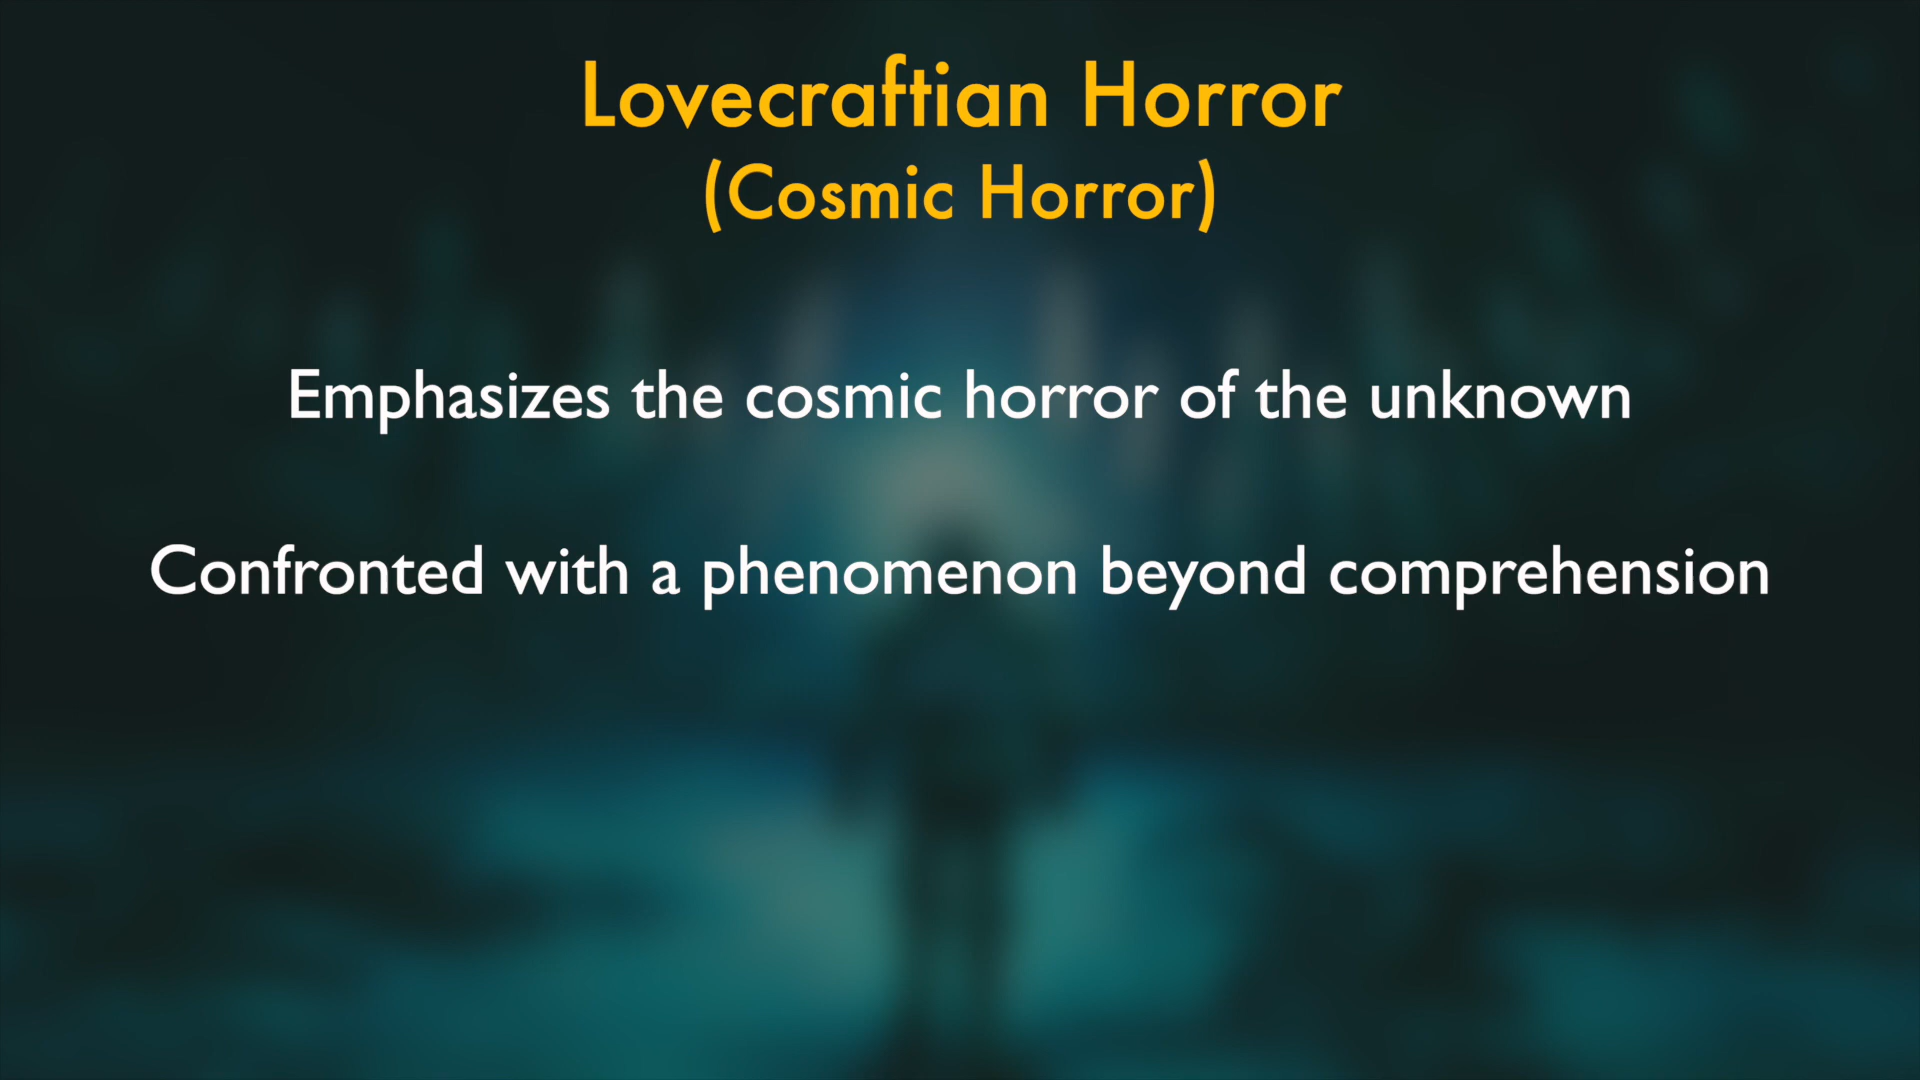 Lovecraftian Horror
(Cosmic Horror)
Emphasizes the cosmic horror of the unknown
Confronted with a phenomenon beyond comprehension